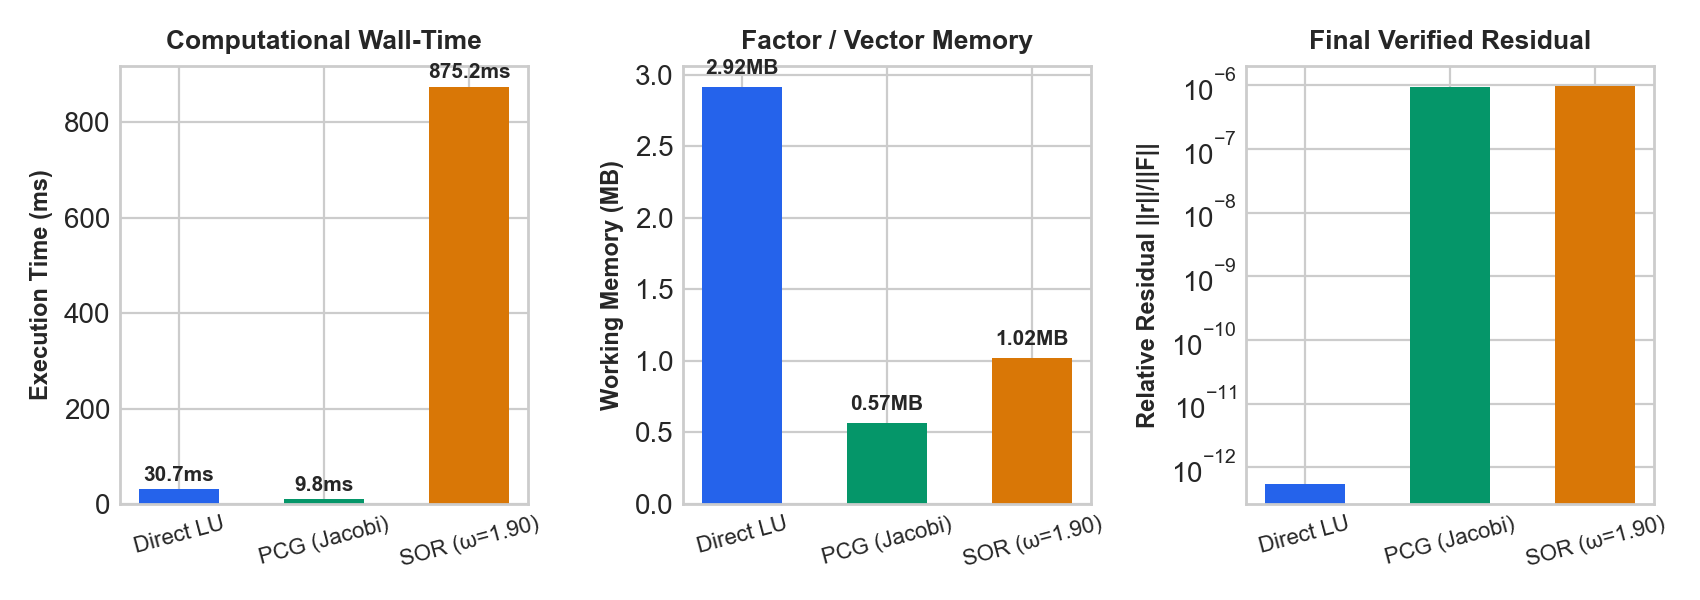 Computational Wall-Time
Execution Time (ms)
800
600
400
200
0
875.2ms
30.7ms
9.8ms
Direct LU
PCG (Jacobi)
SOR (ω=1.90)
Factor / Vector Memory
Working Memory (MB)
3.0
2.5
2.0
1.5
1.0
0.5
0.0
2.92MB
0.57MB
1.02MB
Direct LU
PCG (Jacobi)
SOR (ω=1.90)
Final Verified Residual
Relative Residual ||r||/||F||
10⁻⁶
10⁻⁷
10⁻⁸
10⁻⁹
10⁻¹⁰
10⁻¹¹
10⁻¹²
Direct LU
PCG (Jacobi)
SOR (ω=1.90)